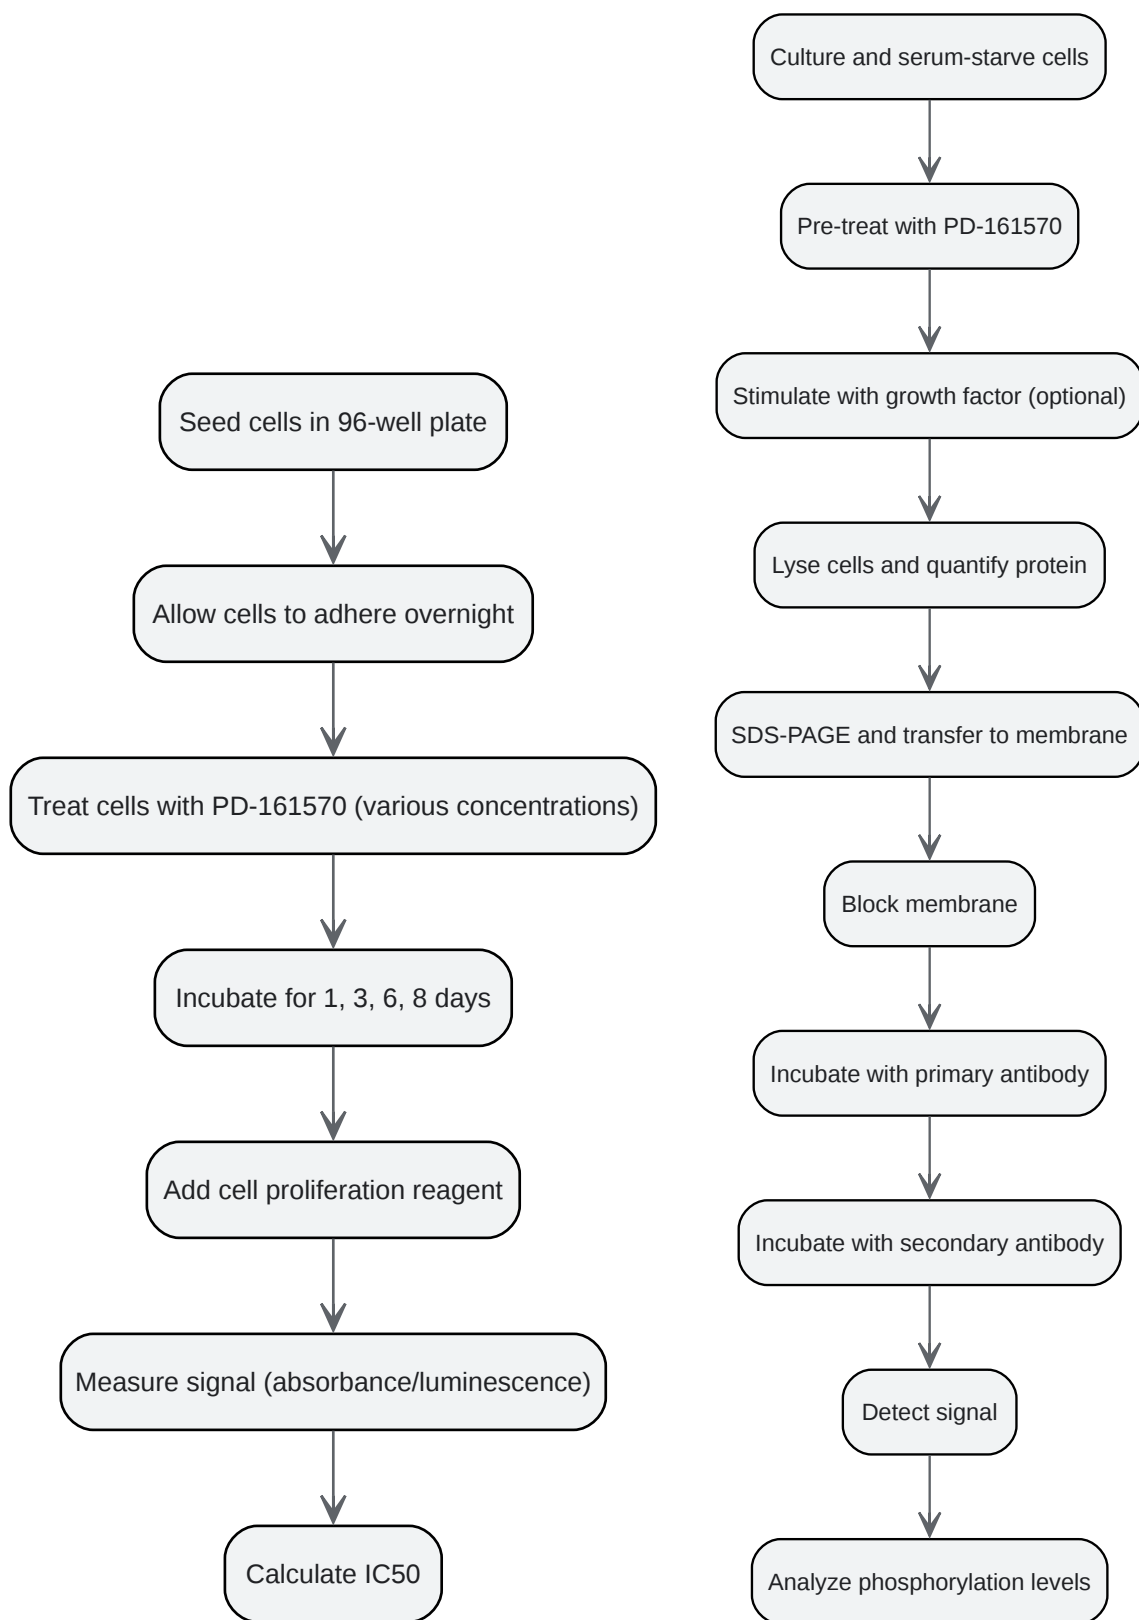 Seed cells in 96-well plate
Allow cells to adhere overnight
Treat cells with PD-161570 (various concentrations)
Incubate for 1, 3, 6, 8 days
Add cell proliferation reagent
Measure signal (absorbance/luminescence)
Calculate IC50
Culture and serum-starve cells
Pre-treat with PD-161570
Stimulate with growth factor (optional)
Lyse cells and quantify protein
SDS-PAGE and transfer to membrane
Block membrane
Incubate with primary antibody
Incubate with secondary antibody
Detect signal
Analyze phosphorylation levels